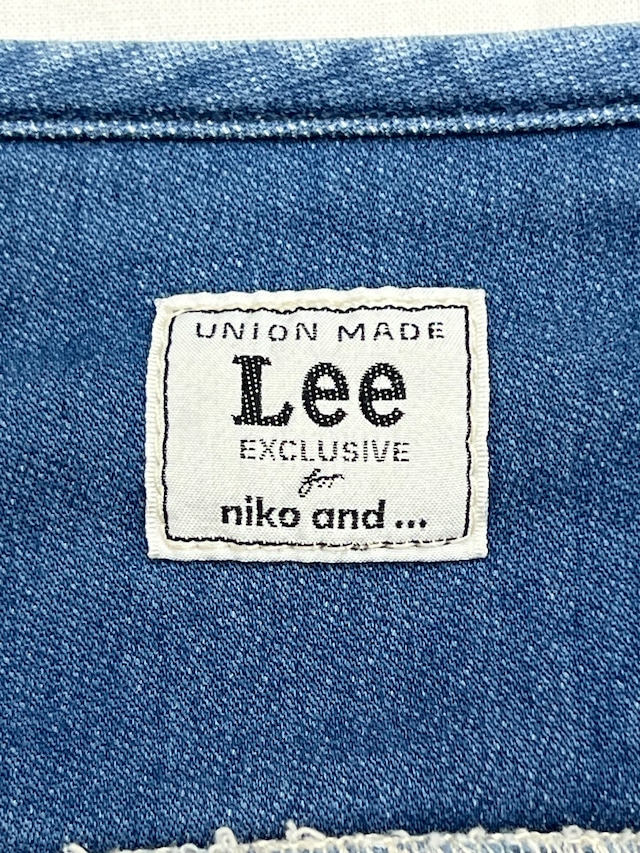 UNION MADE
Lee
EXCLUSIVE
for
niko and ...